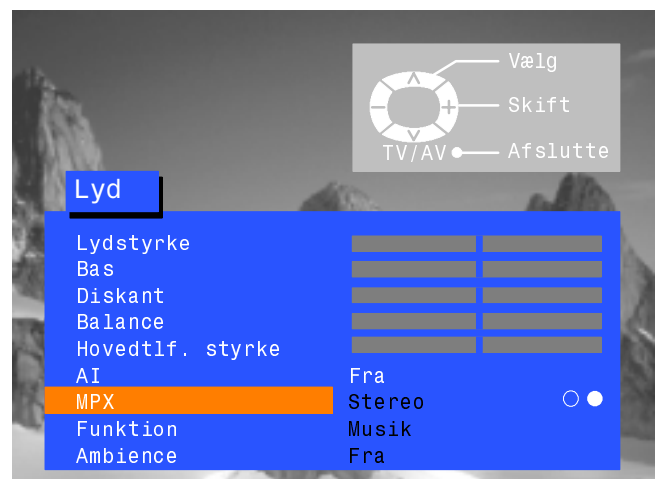 Vælg
Skift
TV/AV Afslutte
Lyd
Lydstyrke
Bas
Diskant
Balance
Hovedtlf. styrke
AI Fra
MPX Stereo
Funktion Musik
Ambience Fra